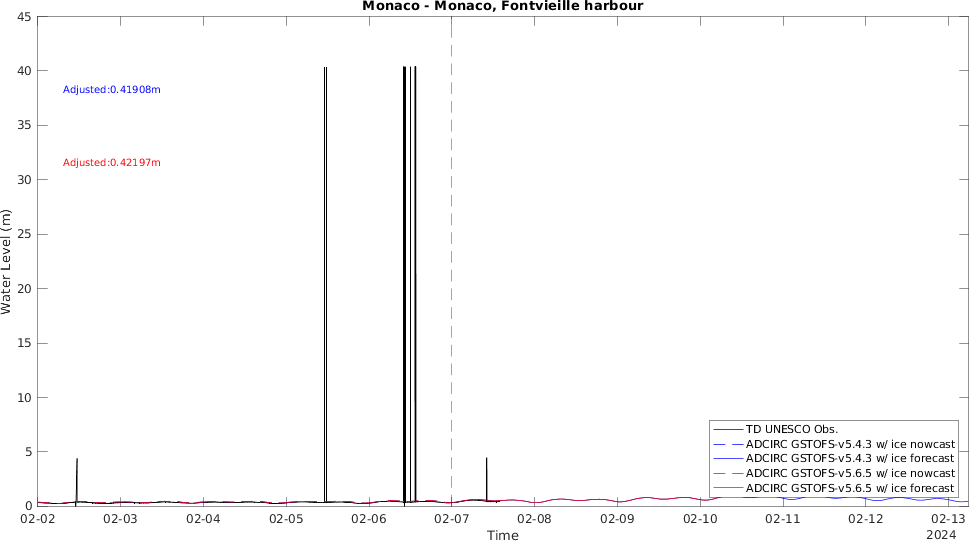 Monaco - Monaco, Fontvieille harbour
Water Level (m)
45
40
35
30
25
20
15
10
5
0
Adjusted:0.41908m
Adjusted:0.42197m
TD UNESCO Obs.
ADCIRC GSTOFS-v5.4.3 w/ ice nowcast
ADCIRC GSTOFS-v5.4.3 w/ ice forecast
ADCIRC GSTOFS-v5.6.5 w/ ice nowcast
ADCIRC GSTOFS-v5.6.5 w/ ice forecast
02-02 02-03 02-04 02-05 02-06 02-07 02-08 02-09 02-10 02-11 02-12 02-13
Time
2024